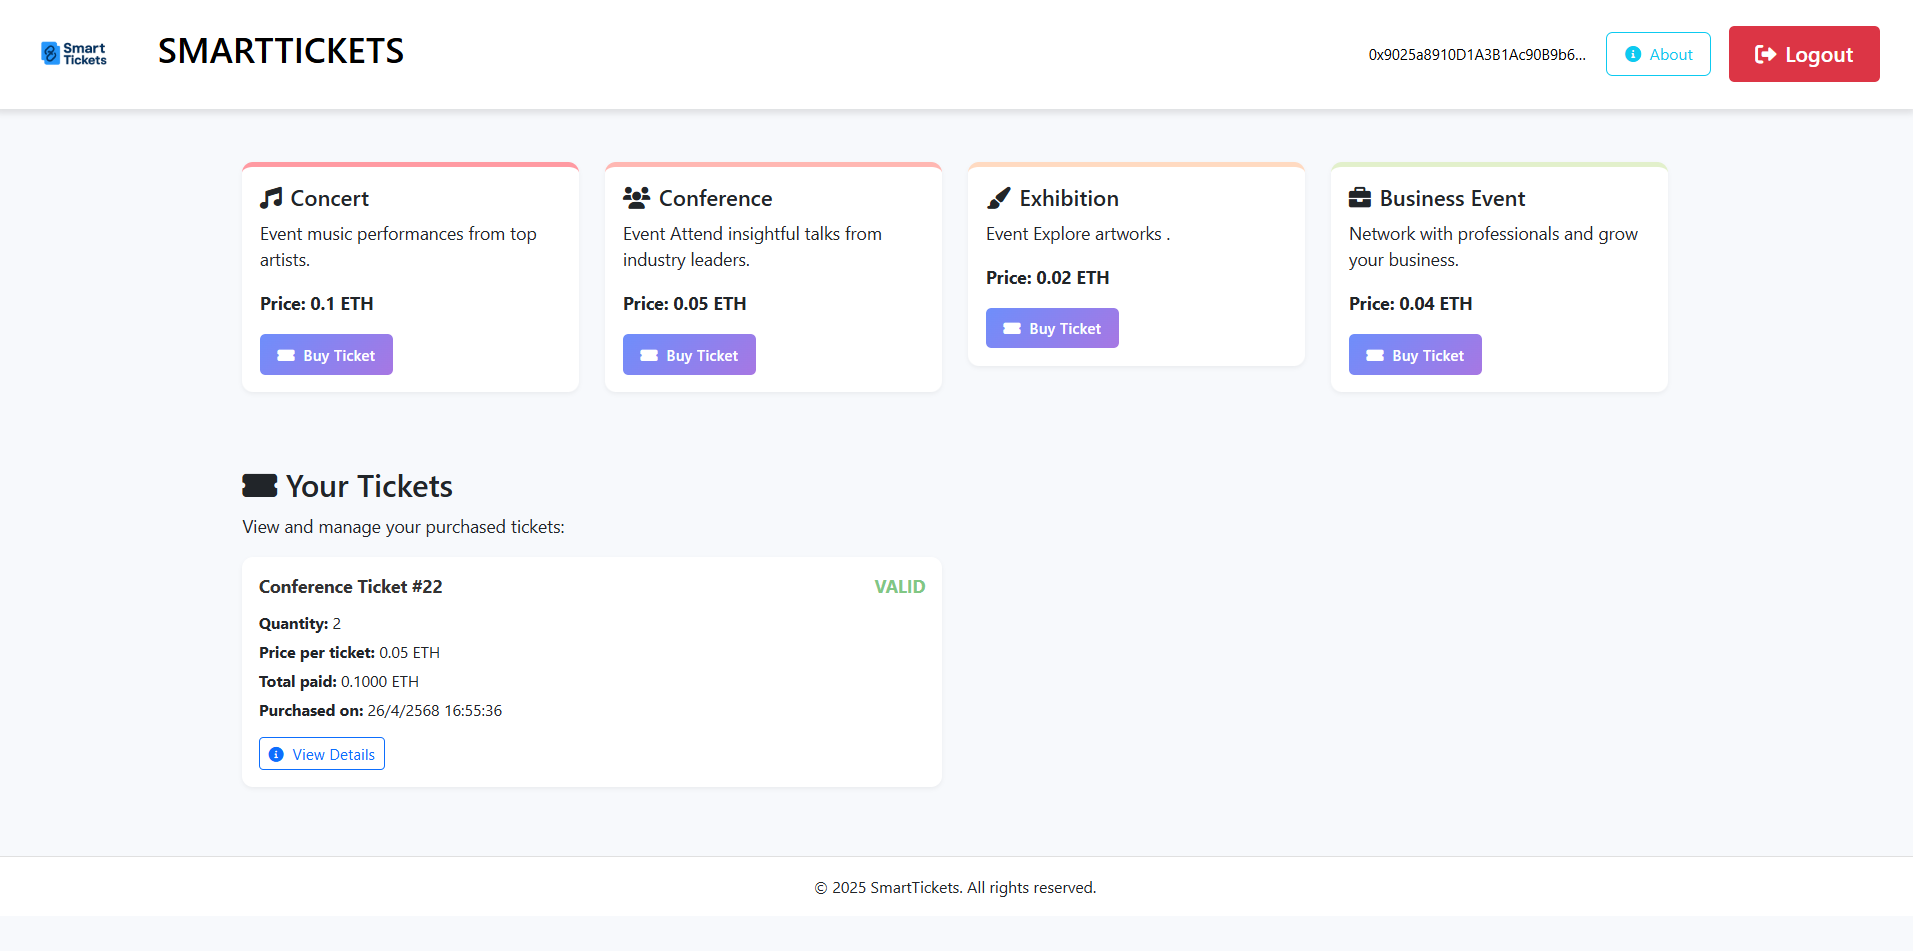 Smart
Tickets
SMARTTICKETS
0x9025a8910D1A3B1Ac90B9b6...
About
Logout
Concert
Event music performances from top
artists.
Price: 0.1 ETH
Buy Ticket
Conference
Event Attend insightful talks from
industry leaders.
Price: 0.05 ETH
Buy Ticket
Exhibition
Event Explore artworks .
Price: 0.02 ETH
Buy Ticket
Business Event
Network with professionals and grow
your business.
Price: 0.04 ETH
Buy Ticket
Your Tickets
View and manage your purchased tickets:
Conference Ticket #22
VALID
Quantity: 2
Price per ticket: 0.05 ETH
Total paid: 0.1000 ETH
Purchased on: 26/4/2568 16:55:36
View Details
© 2025 SmartTickets. All rights reserved.